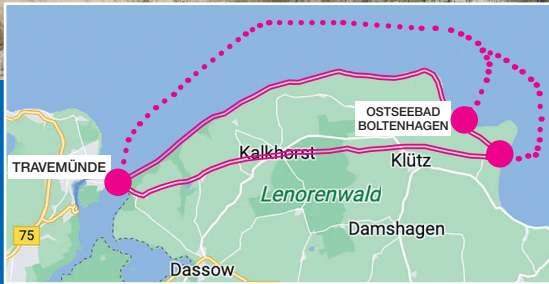 OSTSEEBAD
BOLTENHAGEN
TRAVEMÜNDE
Kalkhorst
Klütz
Lenorenwald
75
Damshagen
Dassow